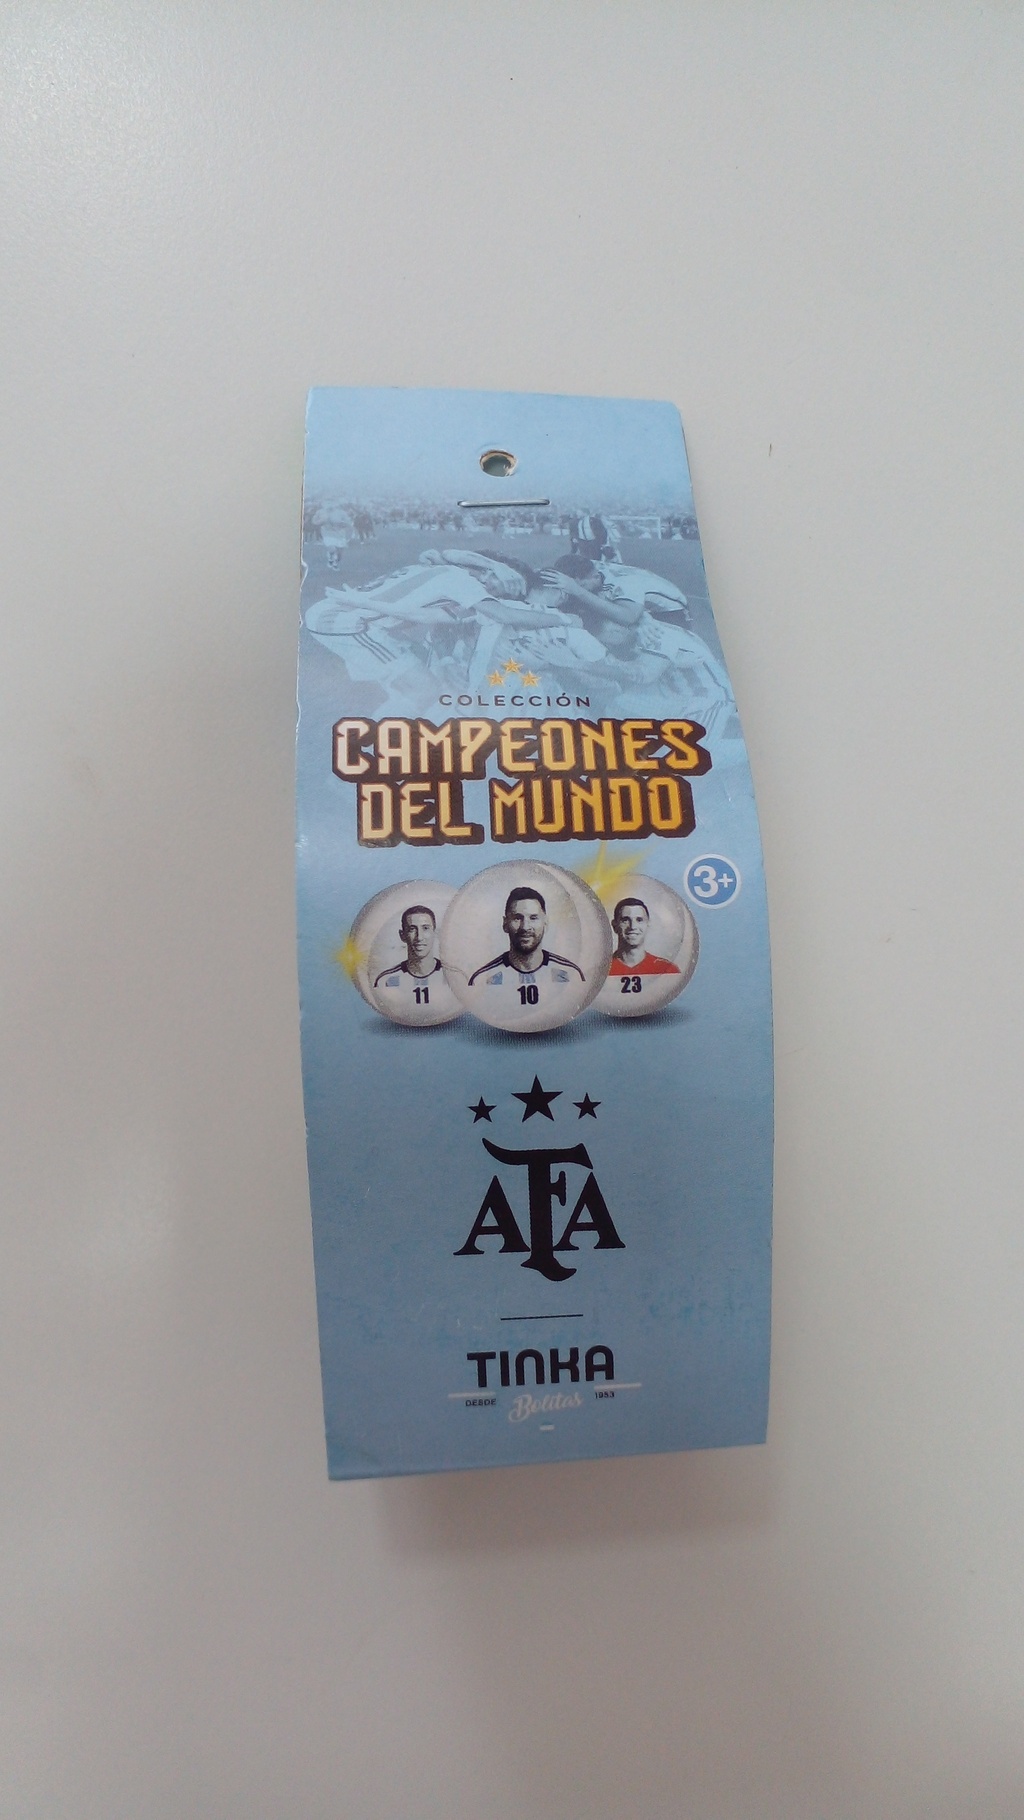 COLECCIÓN
CAMPEONES
DEL MUNDO
3+
11
10
23
AFA
TINKA
DESDE Bolitas 1953